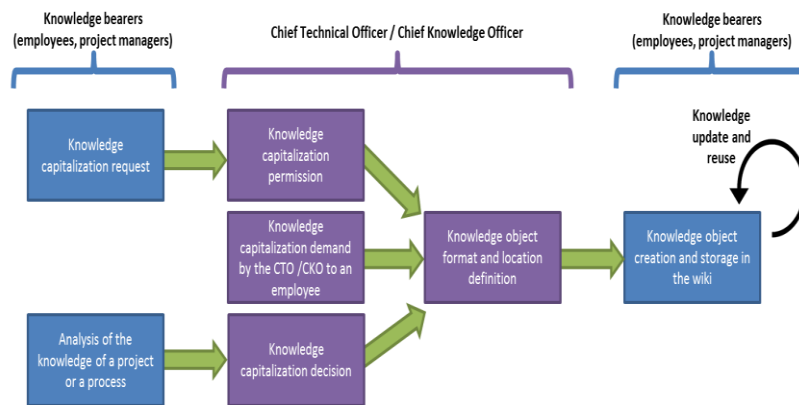 Knowledge bearers
(employees, project managers)
Chief Technical Officer / Chief Knowledge Officer
Knowledge bearers
(employees, project managers)
Knowledge
capitalization request
Knowledge
capitalization
permission
Knowledge
update and
reuse
Knowledge
capitalization demand
by the CTO /CKO to an
employee
Knowledge object
format and location
definition
Knowledge object
creation and storage in
the wiki
Analysis of the
knowledge of a project
or a process
Knowledge
capitalization decision